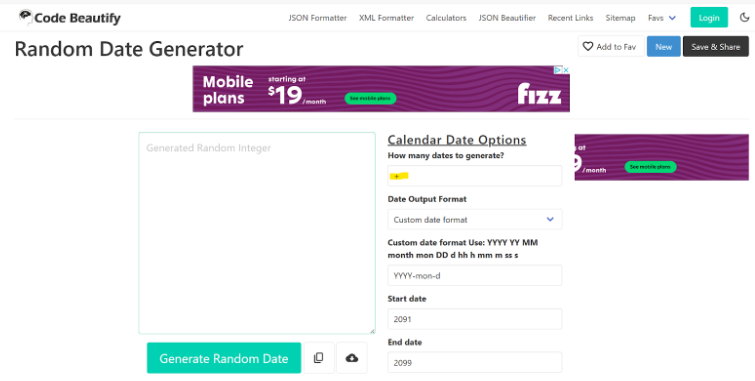 Code Beautify
JSON Formatter XML Formatter Calculators JSON Beautifier Recent Links Sitemap Favs Login
Random Date Generator
Add to Fav New Save & Share
Mobile plans
starting at
$19/month
See mobile plans
fizz
Generated Random Integer
Calendar Date Options
How many dates to generate?
+
Date Output Format
Custom date format
Custom date format Use: YYYY YY MM
month mon DD d hh h mm m ss s
YYYY-mon-d
Start date
2091
End date
2099
Generate Random Date
at
9/month
See mobile plans